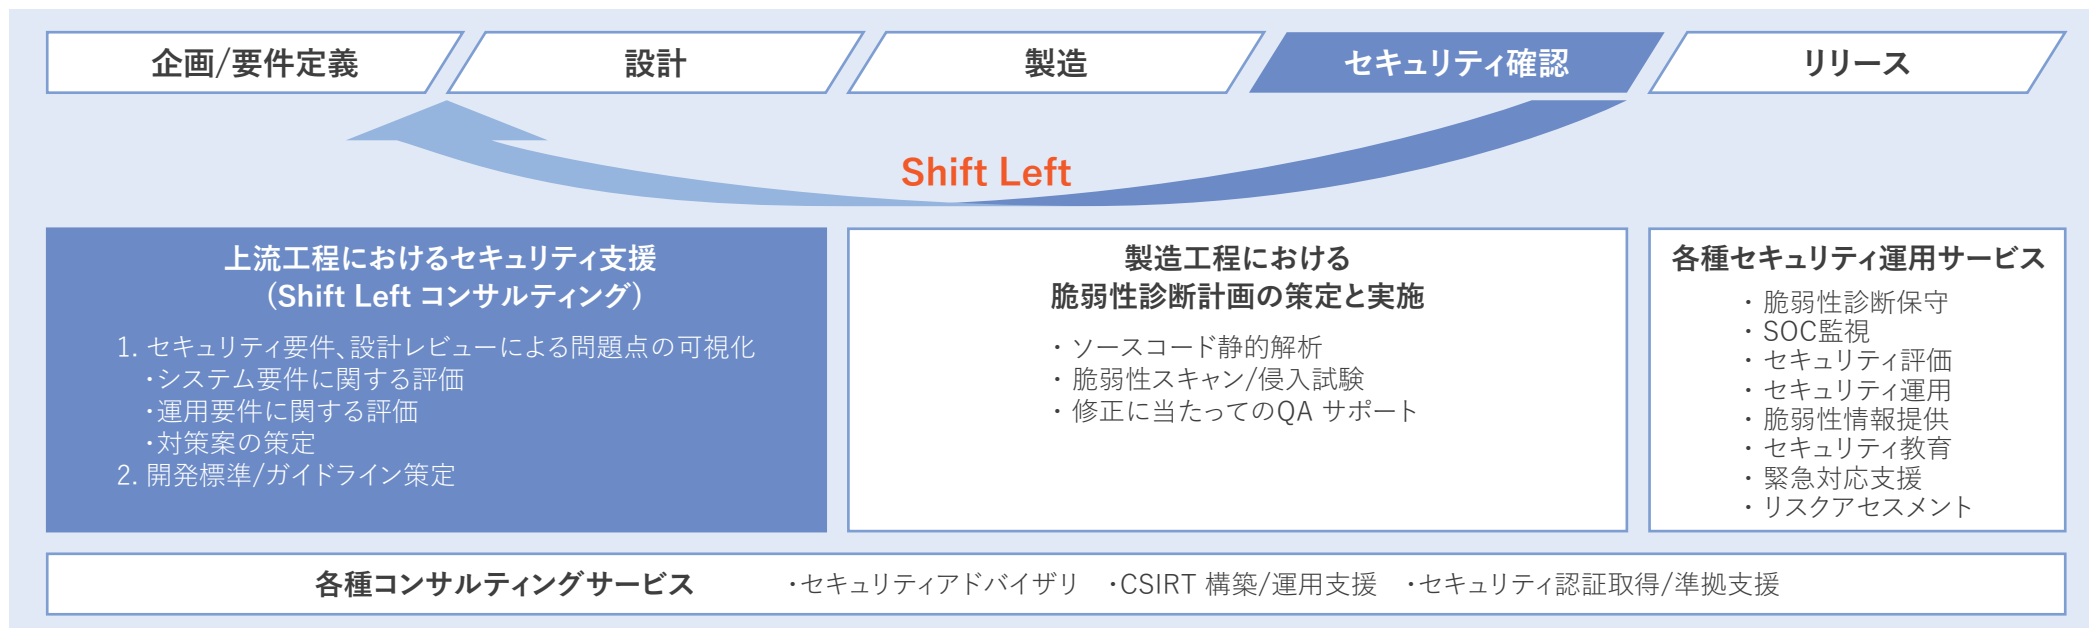 企画/要件定義
設計
製造
セキュリティ確認
リリース
Shift Left
上流工程におけるセキュリティ支援
(Shift Left コンサルティング)
1. セキュリティ要件、設計レビューによる問題点の可視化
・システム要件に関する評価
・運用要件に関する評価
・対策案の策定
2. 開発標準/ガイドライン策定
製造工程における
脆弱性診断計画の策定と実施
・ ソースコード静的解析
・ 脆弱性スキャン/侵入試験
・ 修正に当たってのQA サポート
各種セキュリティ運用サービス
・ 脆弱性診断保守
・ SOC監視
・ セキュリティ評価
・ セキュリティ運用
・ 脆弱性情報提供
・ セキュリティ教育
・ 緊急対応支援
・ リスクアセスメント
各種コンサルティングサービス ・セキュリティアドバイザリ ・CSIRT 構築/運用支援 ・セキュリティ認証取得/準拠支援